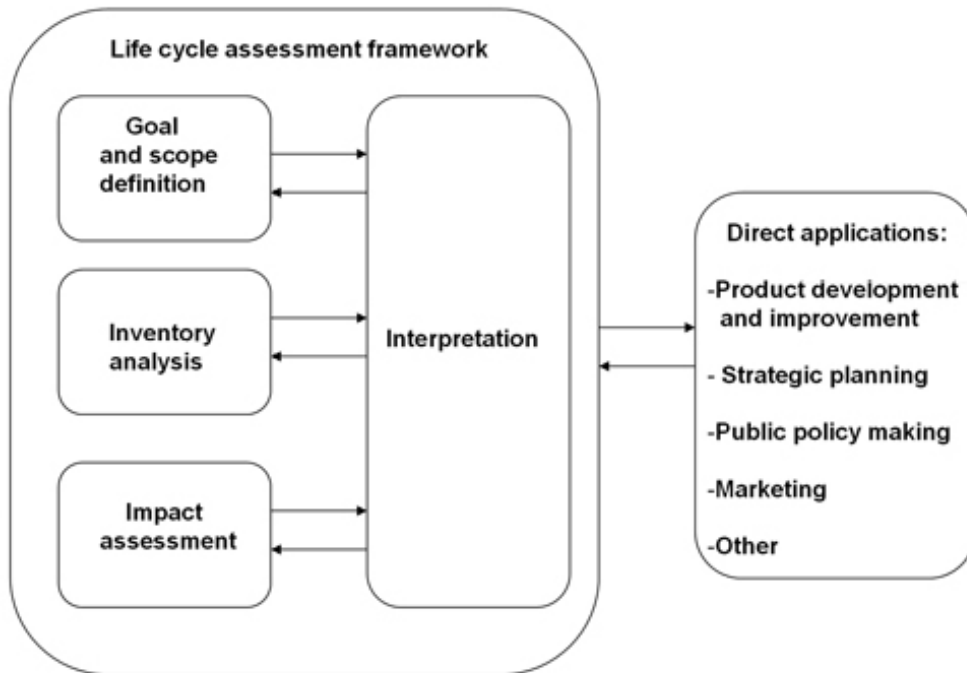 Life cycle assessment framework
Goal
and scope
definition
Inventory
analysis
Impact
assessment
Interpretation
Direct applications:
-Product development
and improvement
- Strategic planning
-Public policy making
-Marketing
-Other